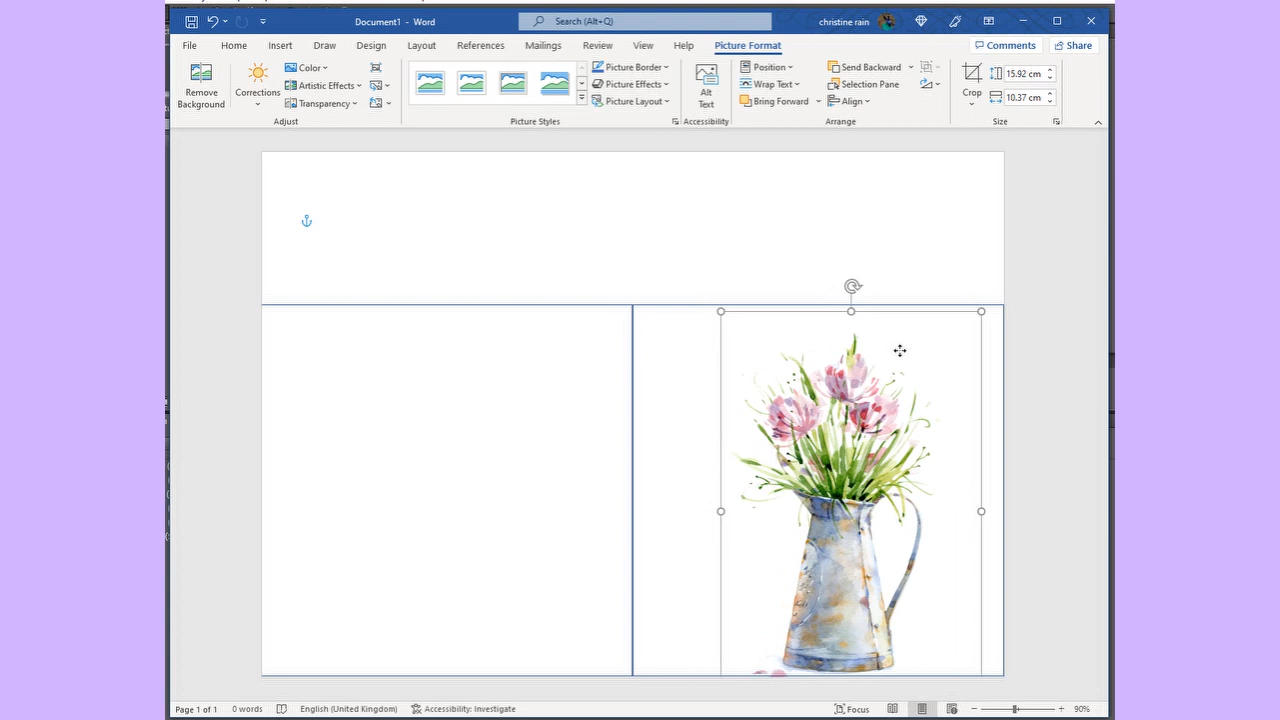 Document1 - Word
Search (Alt+Q)
christine rain
File Home Insert Draw Design Layout References Mailings Review View Help Picture Format Comments Share
Remove Background
Corrections
Color
Artistic Effects
Transparency
Adjust
Picture Styles
Picture Border
Picture Effects
Picture Layout
Alt Text
Accessibility
Position
Wrap Text
Bring Forward
Send Backward
Selection Pane
Align
Arrange
Crop
15.92 cm
10.37 cm
Size
Page 1 of 1 0 words English (United Kingdom) Accessibility: Investigate Focus 90%